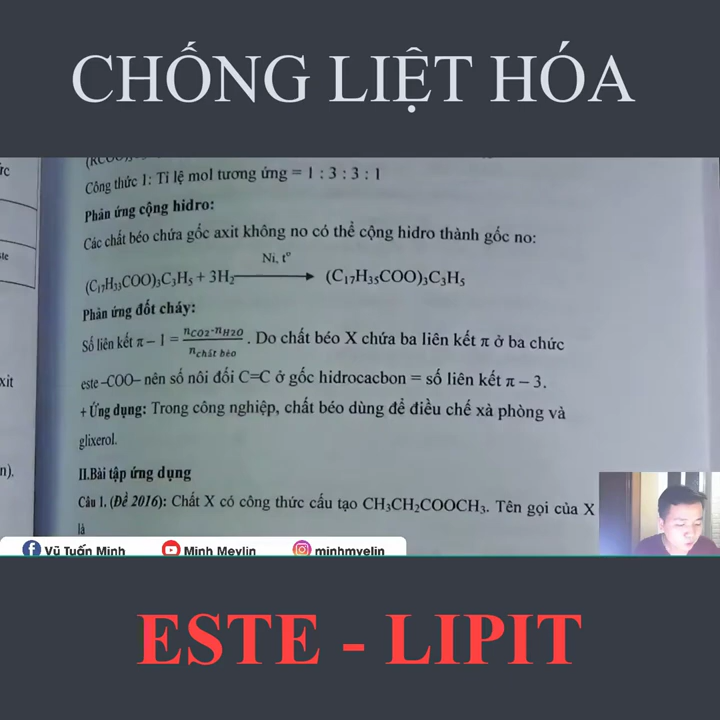 CHỐNG LIỆT HÓA
Công thức 1: Tỉ lệ mol tương ứng = 1 : 3 : 3 : 1
Phản ứng cộng hidro:
Các chất béo chứa gốc axit không no có thể cộng hidro thành gốc no:
Ni, t°
(C₁₇H₃₃COO)₃C₃H₅ + 3H₂ → (C₁₇H₃₅COO)₃C₃H₅
Phản ứng đốt cháy:
Số liên kết π – 1 = (nCO2-nH2O)/(nchất béo). Do chất béo X chứa ba liên kết π ở ba chức
este –COO– nên số nôi đối C=C ở gốc hidrocacbon = số liên kết π – 3.
+ Ứng dụng: Trong công nghiệp, chất béo dùng để điều chế xà phòng và
glixerol.
II.Bài tập ứng dụng
Câu 1. (Đề 2016): Chất X có công thức cấu tạo CH₃CH₂COOCH₃. Tên gọi của X
là
Vũ Tuấn Minh Minh Meylin minhmyelin
ESTE - LIPIT